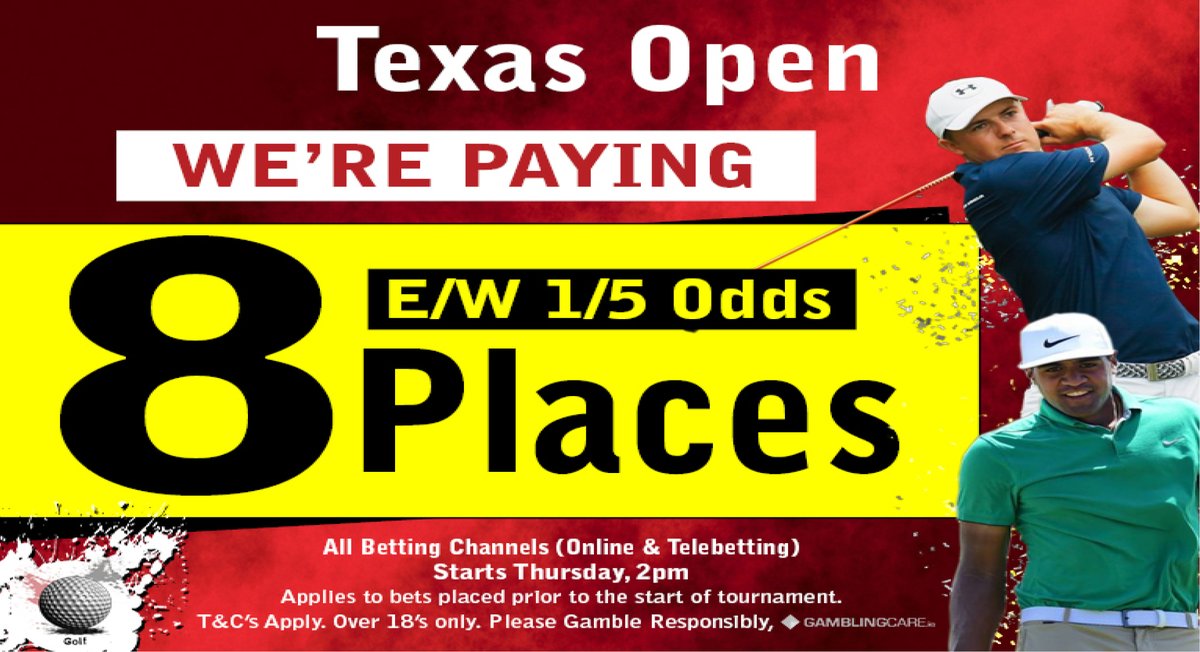 Texas Open
WE'RE PAYING
8
E/W 1/5 Odds
Places
All Betting Channels (Online & Telebetting)
Starts Thursday, 2pm
Applies to bets placed prior to the start of tournament.
T&C's Apply. Over 18's only. Please Gamble Responsibly, GAMBLINGCARE.ie
Golf